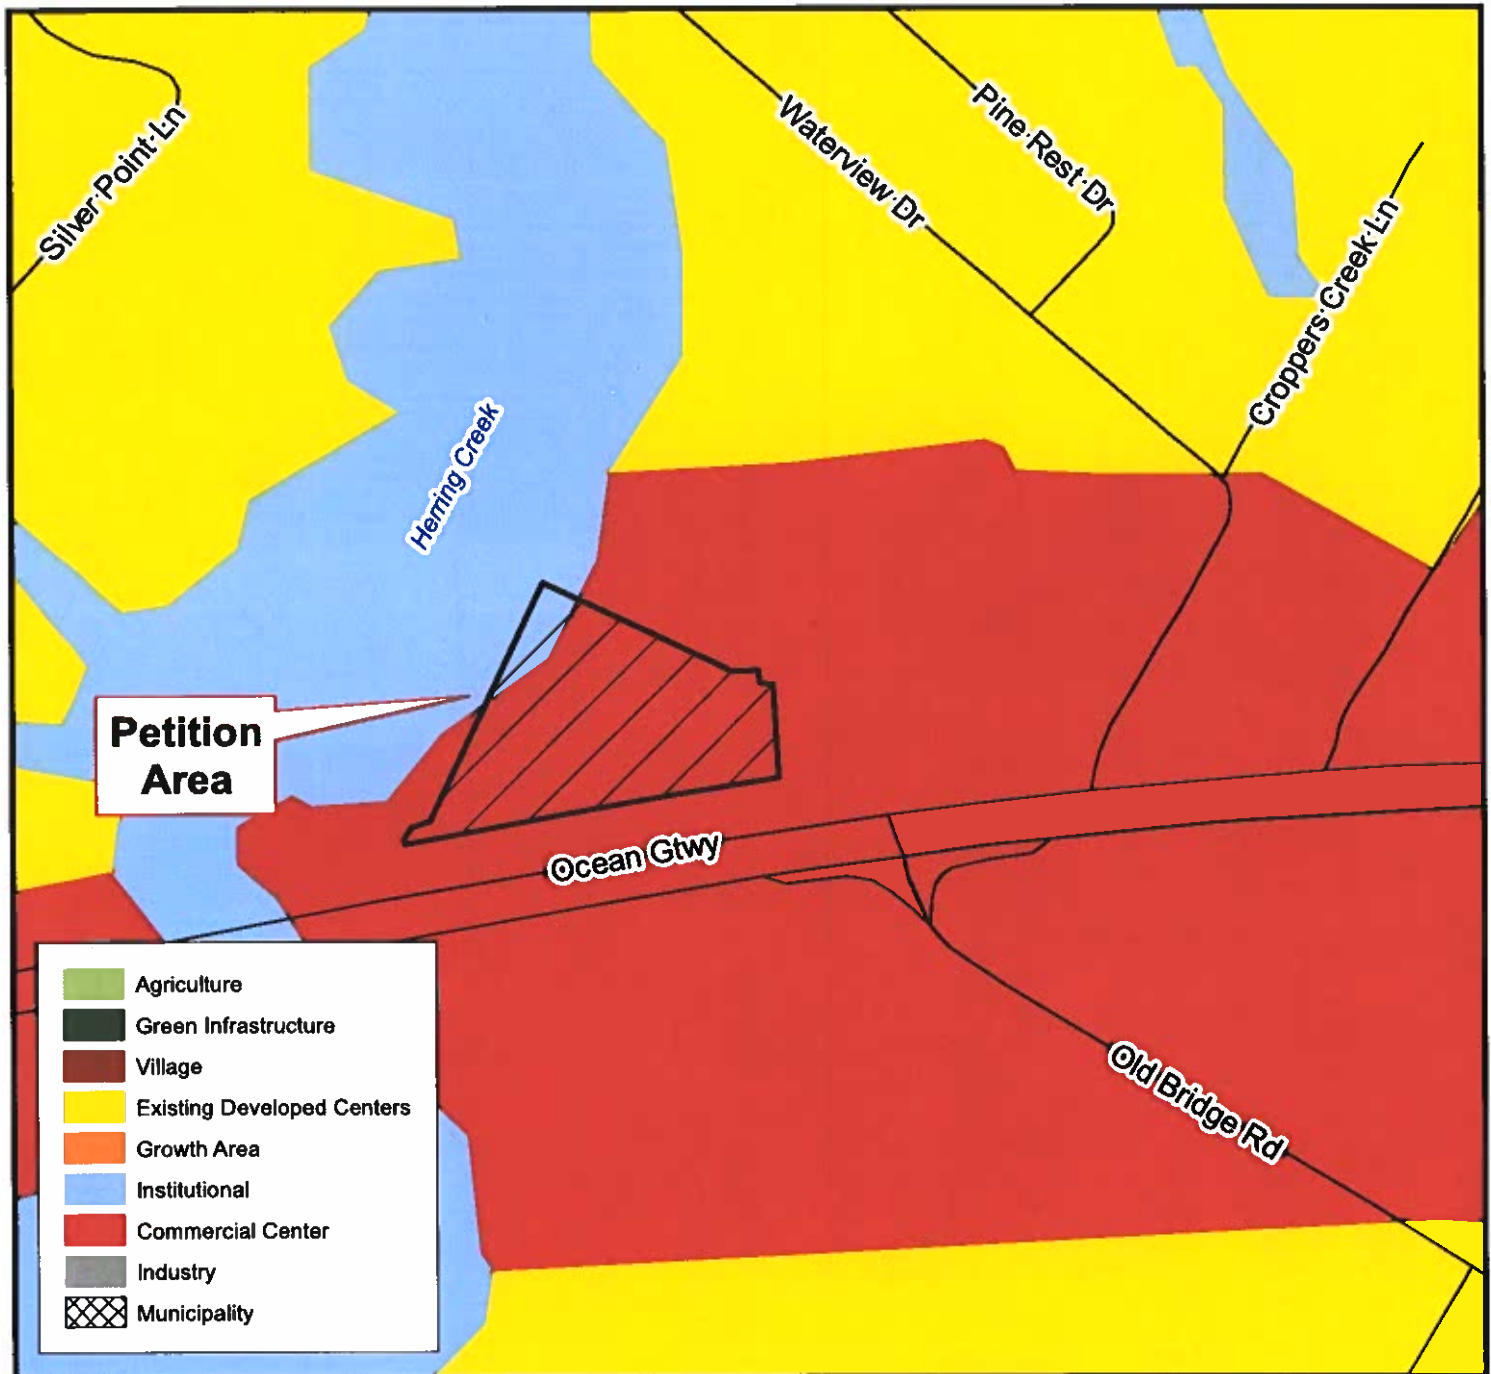 Silver Point Ln
Waterview Dr
Pine Rest Dr
Croppers Creek Ln
Herring Creek
Petition
Area
Ocean Gtwy
Old Bridge Rd
Agriculture
Green Infrastructure
Village
Existing Developed Centers
Growth Area
Institutional
Commercial Center
Industry
Municipality